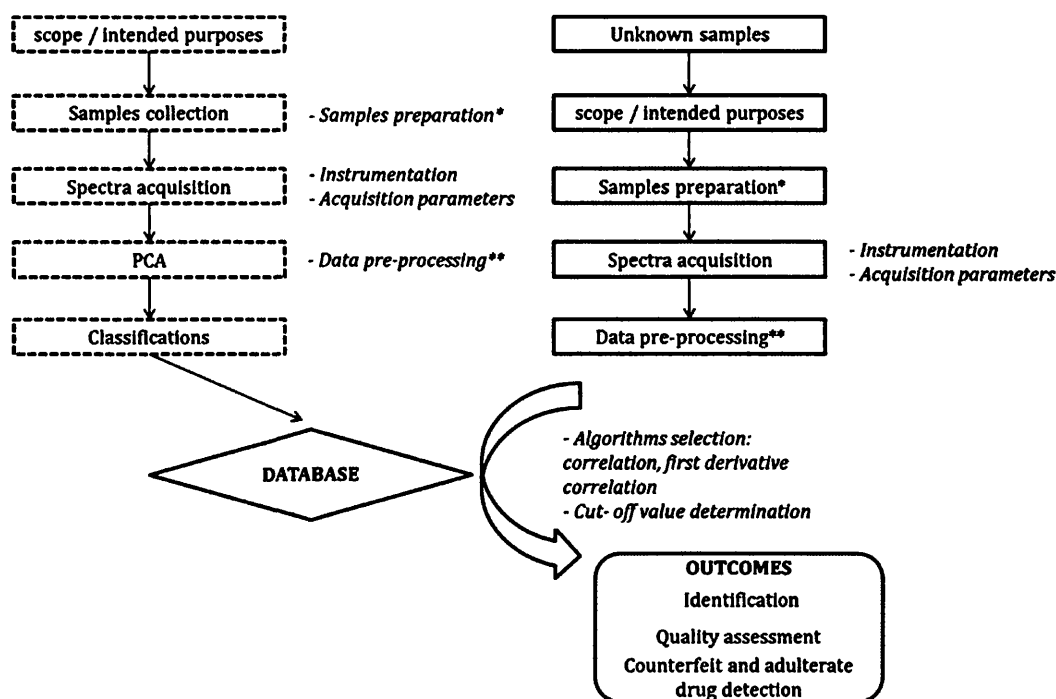 scope / intended purposes
Samples collection
- Samples preparation*
Spectra acquisition
- Instrumentation
- Acquisition parameters
PCA
- Data pre-processing**
Classifications
DATABASE
Unknown samples
scope / intended purposes
Samples preparation*
Spectra acquisition
- Instrumentation
- Acquisition parameters
Data pre-processing**
- Algorithms selection:
correlation, first derivative
correlation
- Cut- off value determination
OUTCOMES
Identification
Quality assessment
Counterfeit and adulterate
drug detection